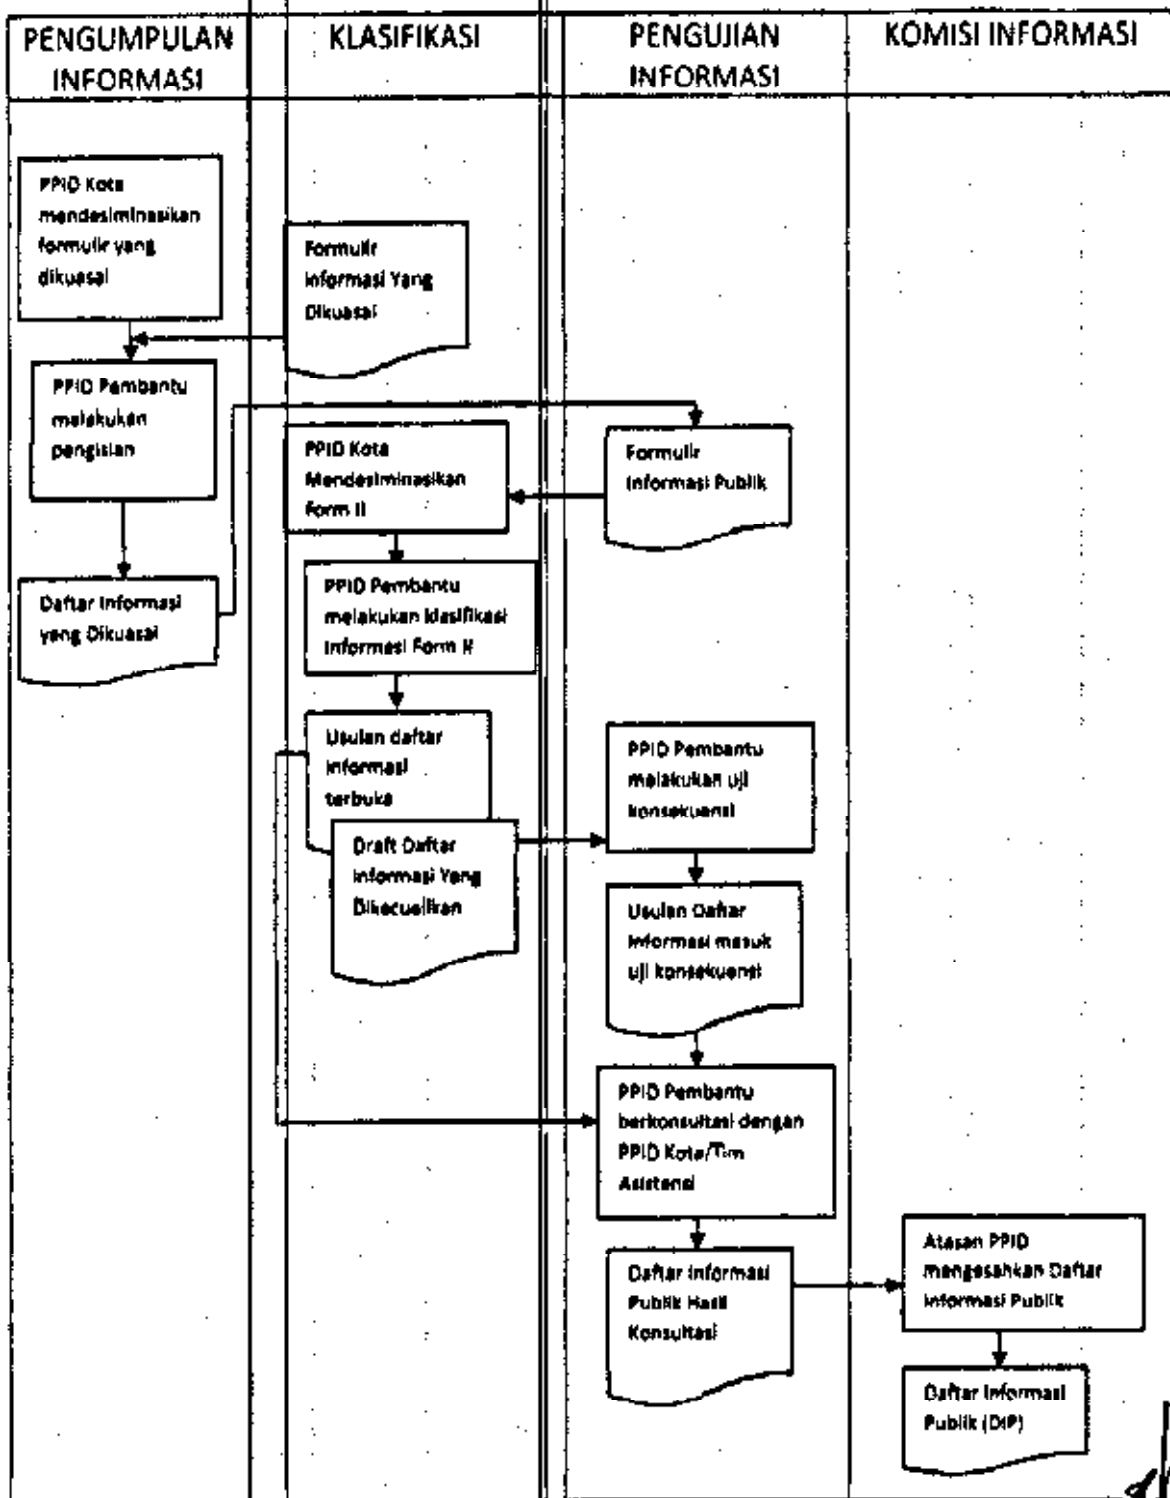 PENGUMPULAN
INFORMASI
KLASIFIKASI
PENGUJIAN
INFORMASI
KOMISI INFORMASI
PPID Kota
mendesiminasikan
formulir yang
dikuasai
Formulir
Informasi Yang
Dikuasai
PPID Pembantu
melakukan
pengisian
Daftar Informasi
yang Dikuasai
Formulir
Informasi Publik
PPID Kota
Mendesiminasikan
Form II
PPID Pembantu
melakukan klasifikasi
Informasi Form II
Usulan daftar
informasi
terbuka
Draft Daftar
Informasi Yang
Dikecualikan
PPID Pembantu
melakukan uji
konsekuensi
Usulan Daftar
Informasi masuk
uji konsekuensi
PPID Pembantu
berkonsultasi dengan
PPID Kota/Tim
Asistensi
Daftar Informasi
Publik Hasil
Konsultasi
Atasan PPID
mengesahkan Daftar
Informasi Publik
Daftar Informasi
Publik (DIP)